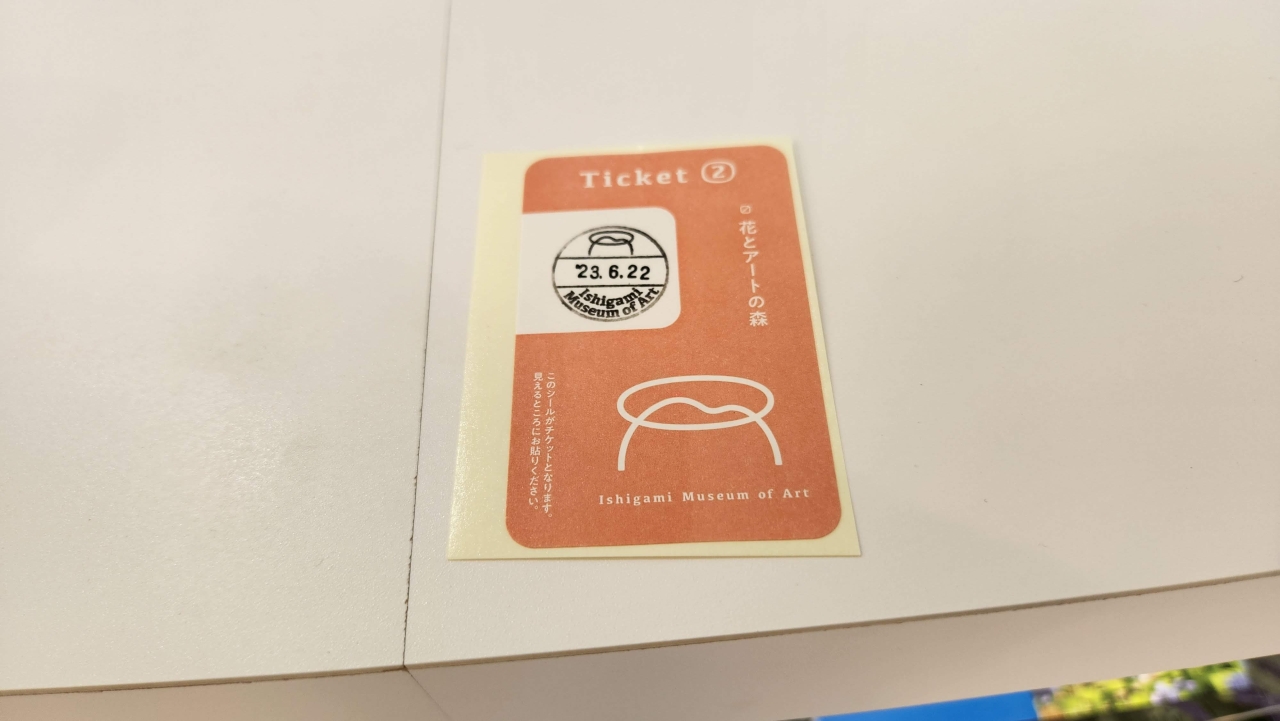 Ticket ②
花とアートの森
'23. 6. 22
Ishigami
Museum of Art
このシールがチケットとなります。
見えるところにお貼りください。
Ishigami Museum of Art